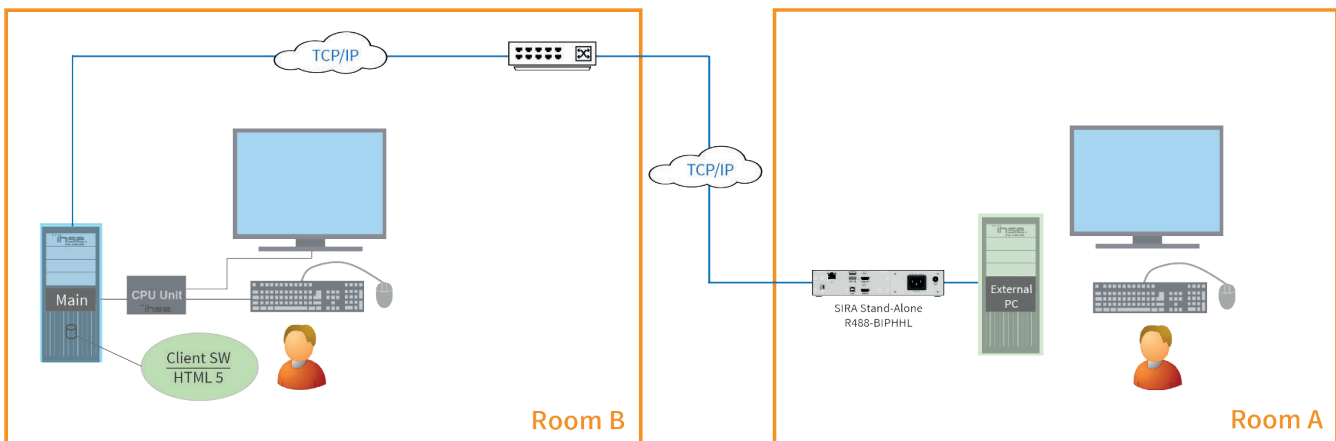 TCP/IP
TCP/IP
ihse.
Main
CPU Unit
ihse.
Client SW
HTML 5
Room B
SIRA Stand-Alone
R488-BIPHHL
ihse.
External
PC
Room A